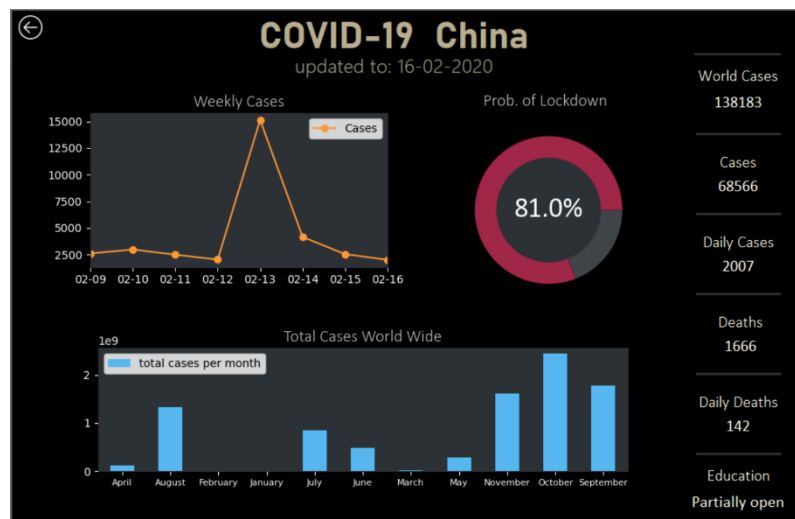 COVID-19 China
updated to: 16-02-2020
Weekly Cases
Cases
15000
12500
10000
7500
5000
2500
02-09 02-10 02-11 02-12 02-13 02-14 02-15 02-16
Prob. of Lockdown
81.0%
Total Cases World Wide
1e9
total cases per month
2
1
0
April August February January July June March May November October September
World Cases
138183
Cases
68566
Daily Cases
2007
Deaths
1666
Daily Deaths
142
Education
Partially open